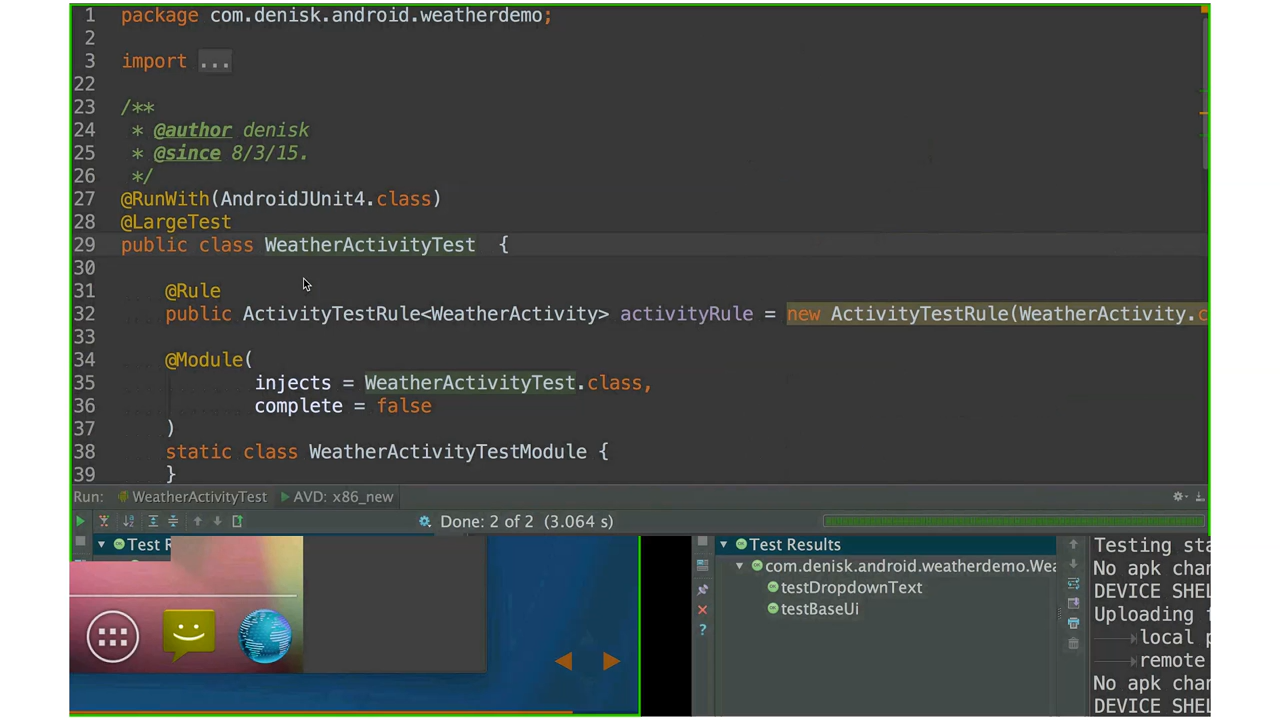 1 package com.denisk.android.weatherdemo;
2
3 import ...
22
23 /**
24 * @author denisk
25 * @since 8/3/15.
26 */
27 @RunWith(AndroidJUnit4.class)
28 @LargeTest
29 public class WeatherActivityTest {
30
31 @Rule
32 public ActivityTestRule<WeatherActivity> activityRule = new ActivityTestRule(WeatherActivity.c
33
34 @Module(
35 injects = WeatherActivityTest.class,
36 complete = false
37 )
38 static class WeatherActivityTestModule {
39 }
Run: WeatherActivityTest AVD: x86_new
Done: 2 of 2 (3.064 s)
Test R
Test Results
com.denisk.android.weatherdemo.Wea
testDropdownText
testBaseUi
Testing sta
No apk chan
DEVICE SHEL
Uploading f
local p
remote
No apk chan
DEVICE SHEL